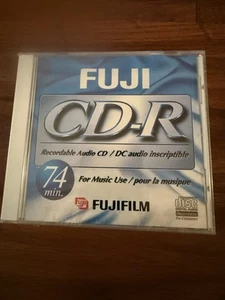 FUJI
CD-R
Recordable Audio CD / DC audio inscriptible
74
min.
For Music Use / pour la musique
FUJIFILM